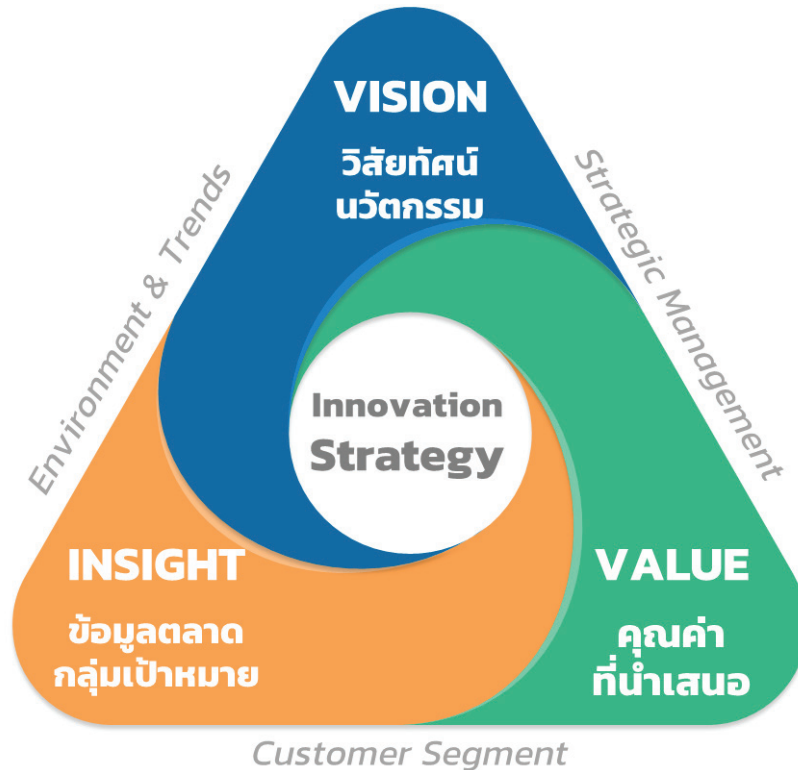 VISION
วิสัยทัศน์
นวัตกรรม
Environment & Trends
Strategic Management
Innovation
Strategy
INSIGHT
ข้อมูลตลาด
กลุ่มเป้าหมาย
VALUE
คุณค่า
ที่นำเสนอ
Customer Segment